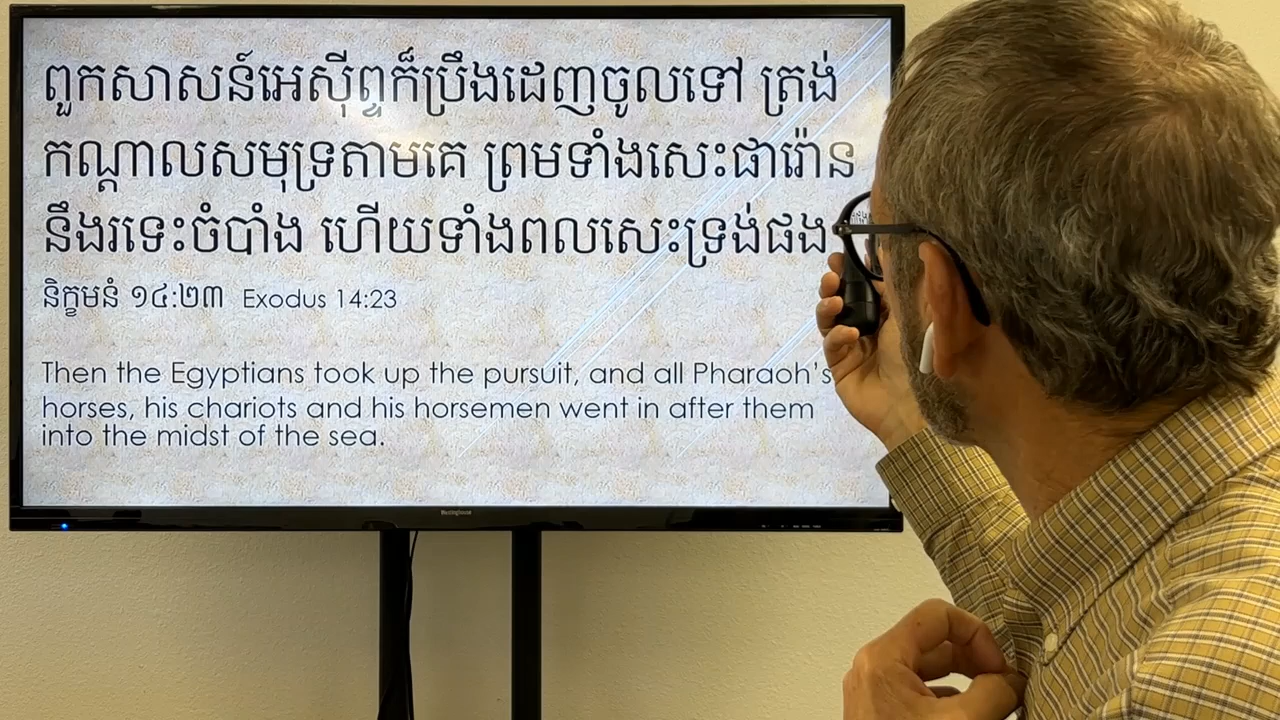 ពួកសាសន៍អេស៊ីព្ទក៏ប្រឹងដេញចូលទៅ ត្រង់
កណ្ដាលសមុទ្រតាមគេ ព្រមទាំងសេះផារ៉ោន
នឹងរទេះចំបាំង ហើយទាំងពលសេះទ្រង់ផង
និក្ខមនំ ១៤:២៣ Exodus 14:23
Then the Egyptians took up the pursuit, and all Pharaoh's
horses, his chariots and his horsemen went in after them
into the midst of the sea.
Westinghouse